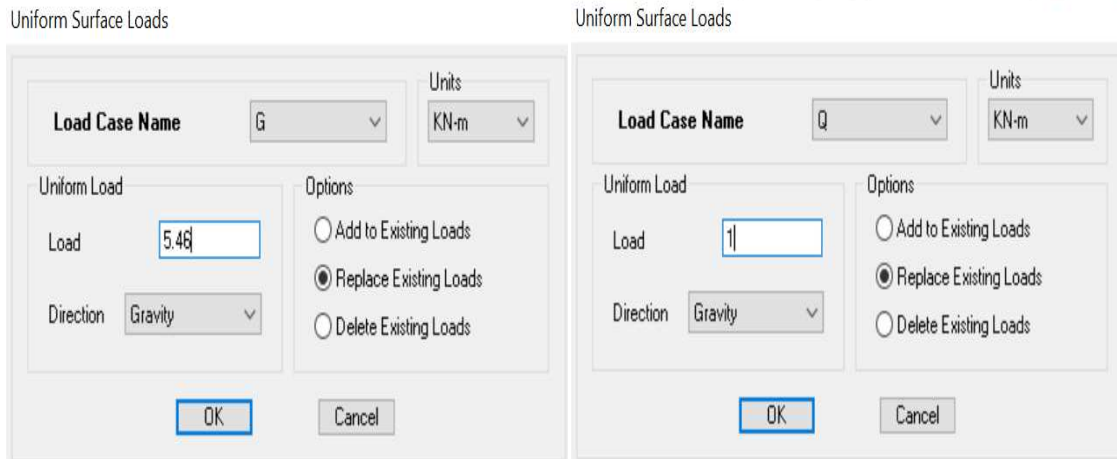 Uniform Surface Loads
Units
Load Case Name G KN-m
Uniform Load Options
Load 5.46 Add to Existing Loads
Replace Existing Loads
Direction Gravity Delete Existing Loads
OK Cancel
Uniform Surface Loads
Units
Load Case Name Q KN-m
Uniform Load Options
Load 1 Add to Existing Loads
Replace Existing Loads
Direction Gravity Delete Existing Loads
OK Cancel